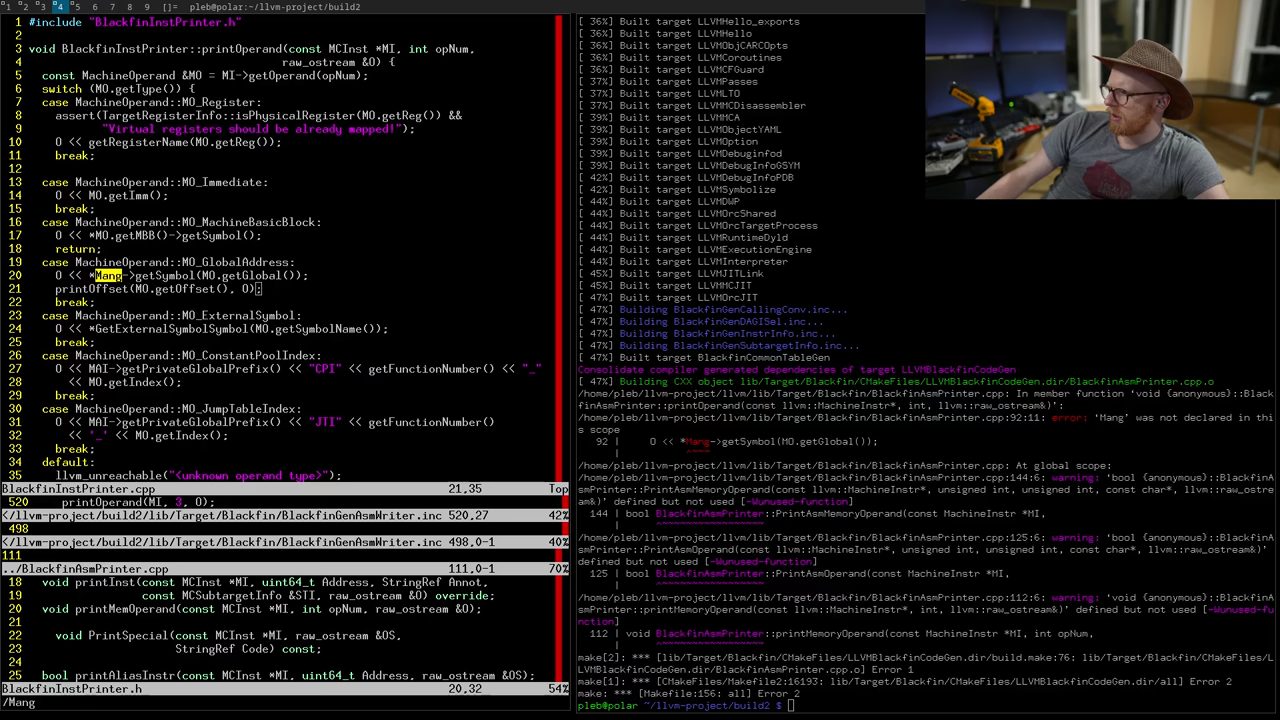 1 2 3 4 5 6 7 8 9 []= pleb@polar:~/llvm-project/build2
1 #include "BlackfinInstPrinter.h"
2
3 void BlackfinInstPrinter::printOperand(const MCInst *MI, int opNum,
4 raw_ostream &O) {
5 const MachineOperand &MO = MI->getOperand(opNum);
6 switch (MO.getType()) {
7 case MachineOperand::MO_Register:
8 assert(TargetRegisterInfo::isPhysicalRegister(MO.getReg()) &&
9 "Virtual registers should be already mapped!");
10 O << getRegisterName(MO.getReg());
11 break;
12
13 case MachineOperand::MO_Immediate:
14 O << MO.getImm();
15 break;
16 case MachineOperand::MO_MachineBasicBlock:
17 O << *MO.getMBB()->getSymbol();
18 return;
19 case MachineOperand::MO_GlobalAddress:
20 O << *Mang->getSymbol(MO.getGlobal());
21 printOffset(MO.getOffset(), O);
22 break;
23 case MachineOperand::MO_ExternalSymbol:
24 O << *GetExternalSymbolSymbol(MO.getSymbolName());
25 break;
26 case MachineOperand::MO_ConstantPoolIndex:
27 O << MAI->getPrivateGlobalPrefix() << "CPI" << getFunctionNumber() << "_"
28 << MO.getIndex();
29 break;
30 case MachineOperand::MO_JumpTableIndex:
31 O << MAI->getPrivateGlobalPrefix() << "JTI" << getFunctionNumber()
32 << '_' << MO.getIndex();
33 break;
34 default:
35 llvm_unreachable("<unknown operand type>");
BlackfinInstPrinter.cpp 21,35 Top
520 printOperand(MI, 3, O);
</llvm-project/build2/lib/Target/Blackfin/BlackfinGenAsmWriter.inc 520,27 42%
498
</llvm-project/build2/lib/Target/Blackfin/BlackfinGenAsmWriter.inc 498,0-1 40%
111
../BlackfinAsmPrinter.cpp 111,0-1 70%
18 void printInst(const MCInst *MI, uint64_t Address, StringRef Annot,
19 const MCSubtargetInfo &STI, raw_ostream &O) override;
20 void printMemOperand(const MCInst *MI, int opNum, raw_ostream &O);
21
22 void PrintSpecial(const MCInst *MI, raw_ostream &OS,
23 StringRef Code) const;
24
25 bool printAliasInstr(const MCInst *MI, uint64_t Address, raw_ostream &OS);
BlackfinInstPrinter.h 20,32 54%
/Mang
[ 36%] Built target LLVMHello_exports
[ 36%] Built target LLVMHello
[ 36%] Built target LLVMObjCARCOpts
[ 36%] Built target LLVMCoroutines
[ 36%] Built target LLVMCFGuard
[ 37%] Built target LLVMPasses
[ 37%] Built target LLVMLTO
[ 37%] Built target LLVMMCDisassembler
[ 39%] Built target LLVMMCA
[ 39%] Built target LLVMObjectYAML
[ 39%] Built target LLVMOption
[ 39%] Built target LLVMDebuginfod
[ 39%] Built target LLVMDebugInfoGSYM
[ 42%] Built target LLVMDebugInfoPDB
[ 42%] Built target LLVMSymbolize
[ 44%] Built target LLVMDWP
[ 44%] Built target LLVMOrcShared
[ 44%] Built target LLVMOrcTargetProcess
[ 44%] Built target LLVMRuntimeDyld
[ 44%] Built target LLVMExecutionEngine
[ 44%] Built target LLVMInterpreter
[ 45%] Built target LLVMJITLink
[ 47%] Built target LLVMMCJIT
[ 47%] Built target LLVMOrcJIT
[ 47%] Building BlackfinGenCallingConv.inc...
[ 47%] Building BlackfinGenDAGISel.inc...
[ 47%] Building BlackfinGenInstrInfo.inc...
[ 47%] Building BlackfinGenSubtargetInfo.inc...
[ 47%] Built target BlackfinCommonTableGen
Consolidate compiler generated dependencies of target LLVMBlackfinCodeGen
[ 47%] Building CXX object lib/Target/Blackfin/CMakeFiles/LLVMBlackfinCodeGen.dir/BlackfinAsmPrinter.cpp.o
/home/pleb/llvm-project/llvm/lib/Target/Blackfin/BlackfinAsmPrinter.cpp: In member function 'void {anonymous}::Black
finAsmPrinter::printOperand(const llvm::MachineInstr*, int, llvm::raw_ostream&)':
/home/pleb/llvm-project/llvm/lib/Target/Blackfin/BlackfinAsmPrinter.cpp:92:11: error: 'Mang' was not declared in thi
s scope
92 | O << *Mang->getSymbol(MO.getGlobal());
| ^~~~
/home/pleb/llvm-project/llvm/lib/Target/Blackfin/BlackfinAsmPrinter.cpp: At global scope:
/home/pleb/llvm-project/llvm/lib/Target/Blackfin/BlackfinAsmPrinter.cpp:144:6: warning: 'bool {anonymous}::BlackfinA
smPrinter::PrintAsmMemoryOperand(const llvm::MachineInstr*, unsigned int, unsigned int, const char*, llvm::raw_ostre
am&)' defined but not used [-Wunused-function]
144 | bool BlackfinAsmPrinter::PrintAsmMemoryOperand(const MachineInstr *MI,
| ^~~~~~~~~~~~~~~~~~
/home/pleb/llvm-project/llvm/lib/Target/Blackfin/BlackfinAsmPrinter.cpp:125:6: warning: 'bool {anonymous}::BlackfinA
smPrinter::PrintAsmOperand(const llvm::MachineInstr*, unsigned int, const char*, llvm::raw_ostream&)'
defined but not used [-Wunused-function]
125 | bool BlackfinAsmPrinter::PrintAsmOperand(const MachineInstr *MI,
| ^~~~~~~~~~~~~~~~~~
/home/pleb/llvm-project/llvm/lib/Target/Blackfin/BlackfinAsmPrinter.cpp:112:6: warning: 'void {anonymous}::BlackfinA
smPrinter::printMemoryOperand(const llvm::MachineInstr*, int, llvm::raw_ostream&)' defined but not used [-Wunused-fu
nction]
112 | void BlackfinAsmPrinter::printMemoryOperand(const MachineInstr *MI, int opNum,
| ^~~~~~~~~~~~~~~~~~
make[2]: *** [lib/Target/Blackfin/CMakeFiles/LLVMBlackfinCodeGen.dir/build.make:76: lib/Target/Blackfin/CMakeFiles/L
LVMBlackfinCodeGen.dir/BlackfinAsmPrinter.cpp.o] Error 1
make[1]: *** [CMakeFiles/Makefile2:16193: lib/Target/Blackfin/CMakeFiles/LLVMBlackfinCodeGen.dir/all] Error 2
make: *** [Makefile:156: all] Error 2
pleb@polar ~/llvm-project/build2 $